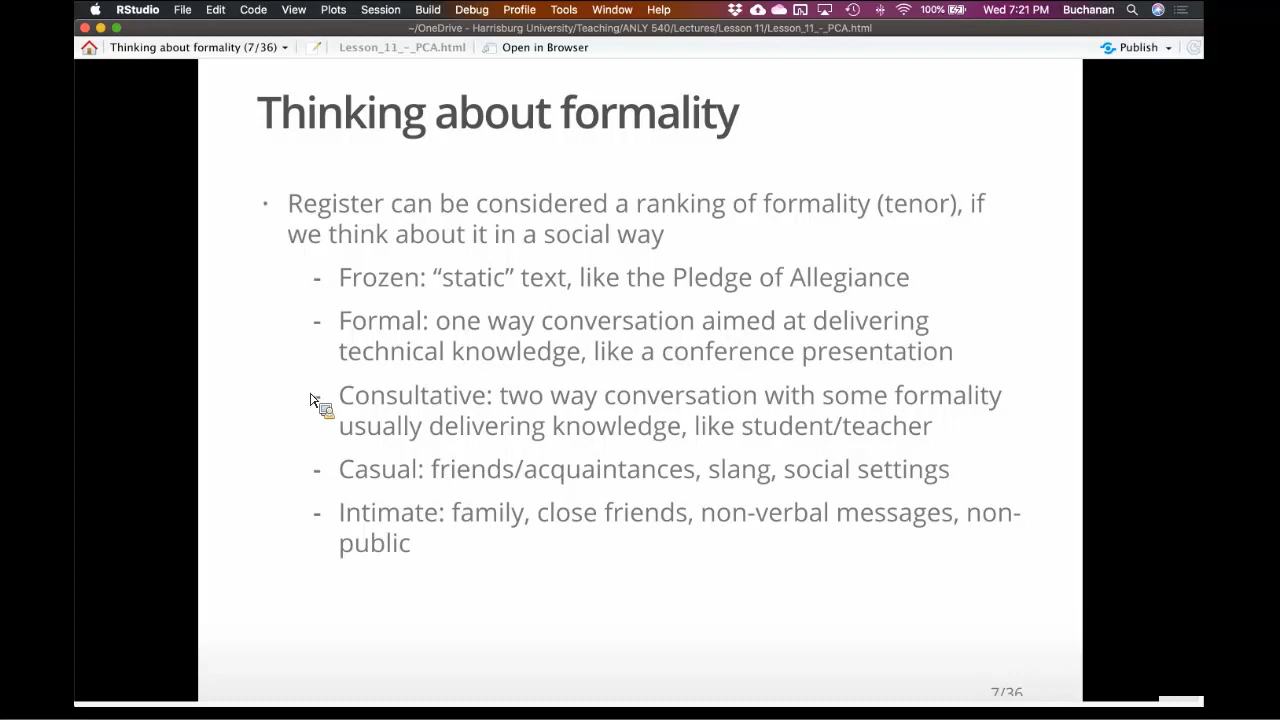 RStudio File Edit Code View Plots Session Build Debug Profile Tools Window Help 100% Wed 7:21 PM Buchanan
~/OneDrive - Harrisburg University/Teaching/ANLY 540/Lectures/Lesson 11/Lesson_11_-_PCA.html
Thinking about formality (7/36) Lesson_11_-_PCA.html Open in Browser Publish
Thinking about formality
· Register can be considered a ranking of formality (tenor), if
we think about it in a social way
- Frozen: “static” text, like the Pledge of Allegiance
- Formal: one way conversation aimed at delivering
technical knowledge, like a conference presentation
- Consultative: two way conversation with some formality
usually delivering knowledge, like student/teacher
- Casual: friends/acquaintances, slang, social settings
- Intimate: family, close friends, non-verbal messages, non-
public
7/36